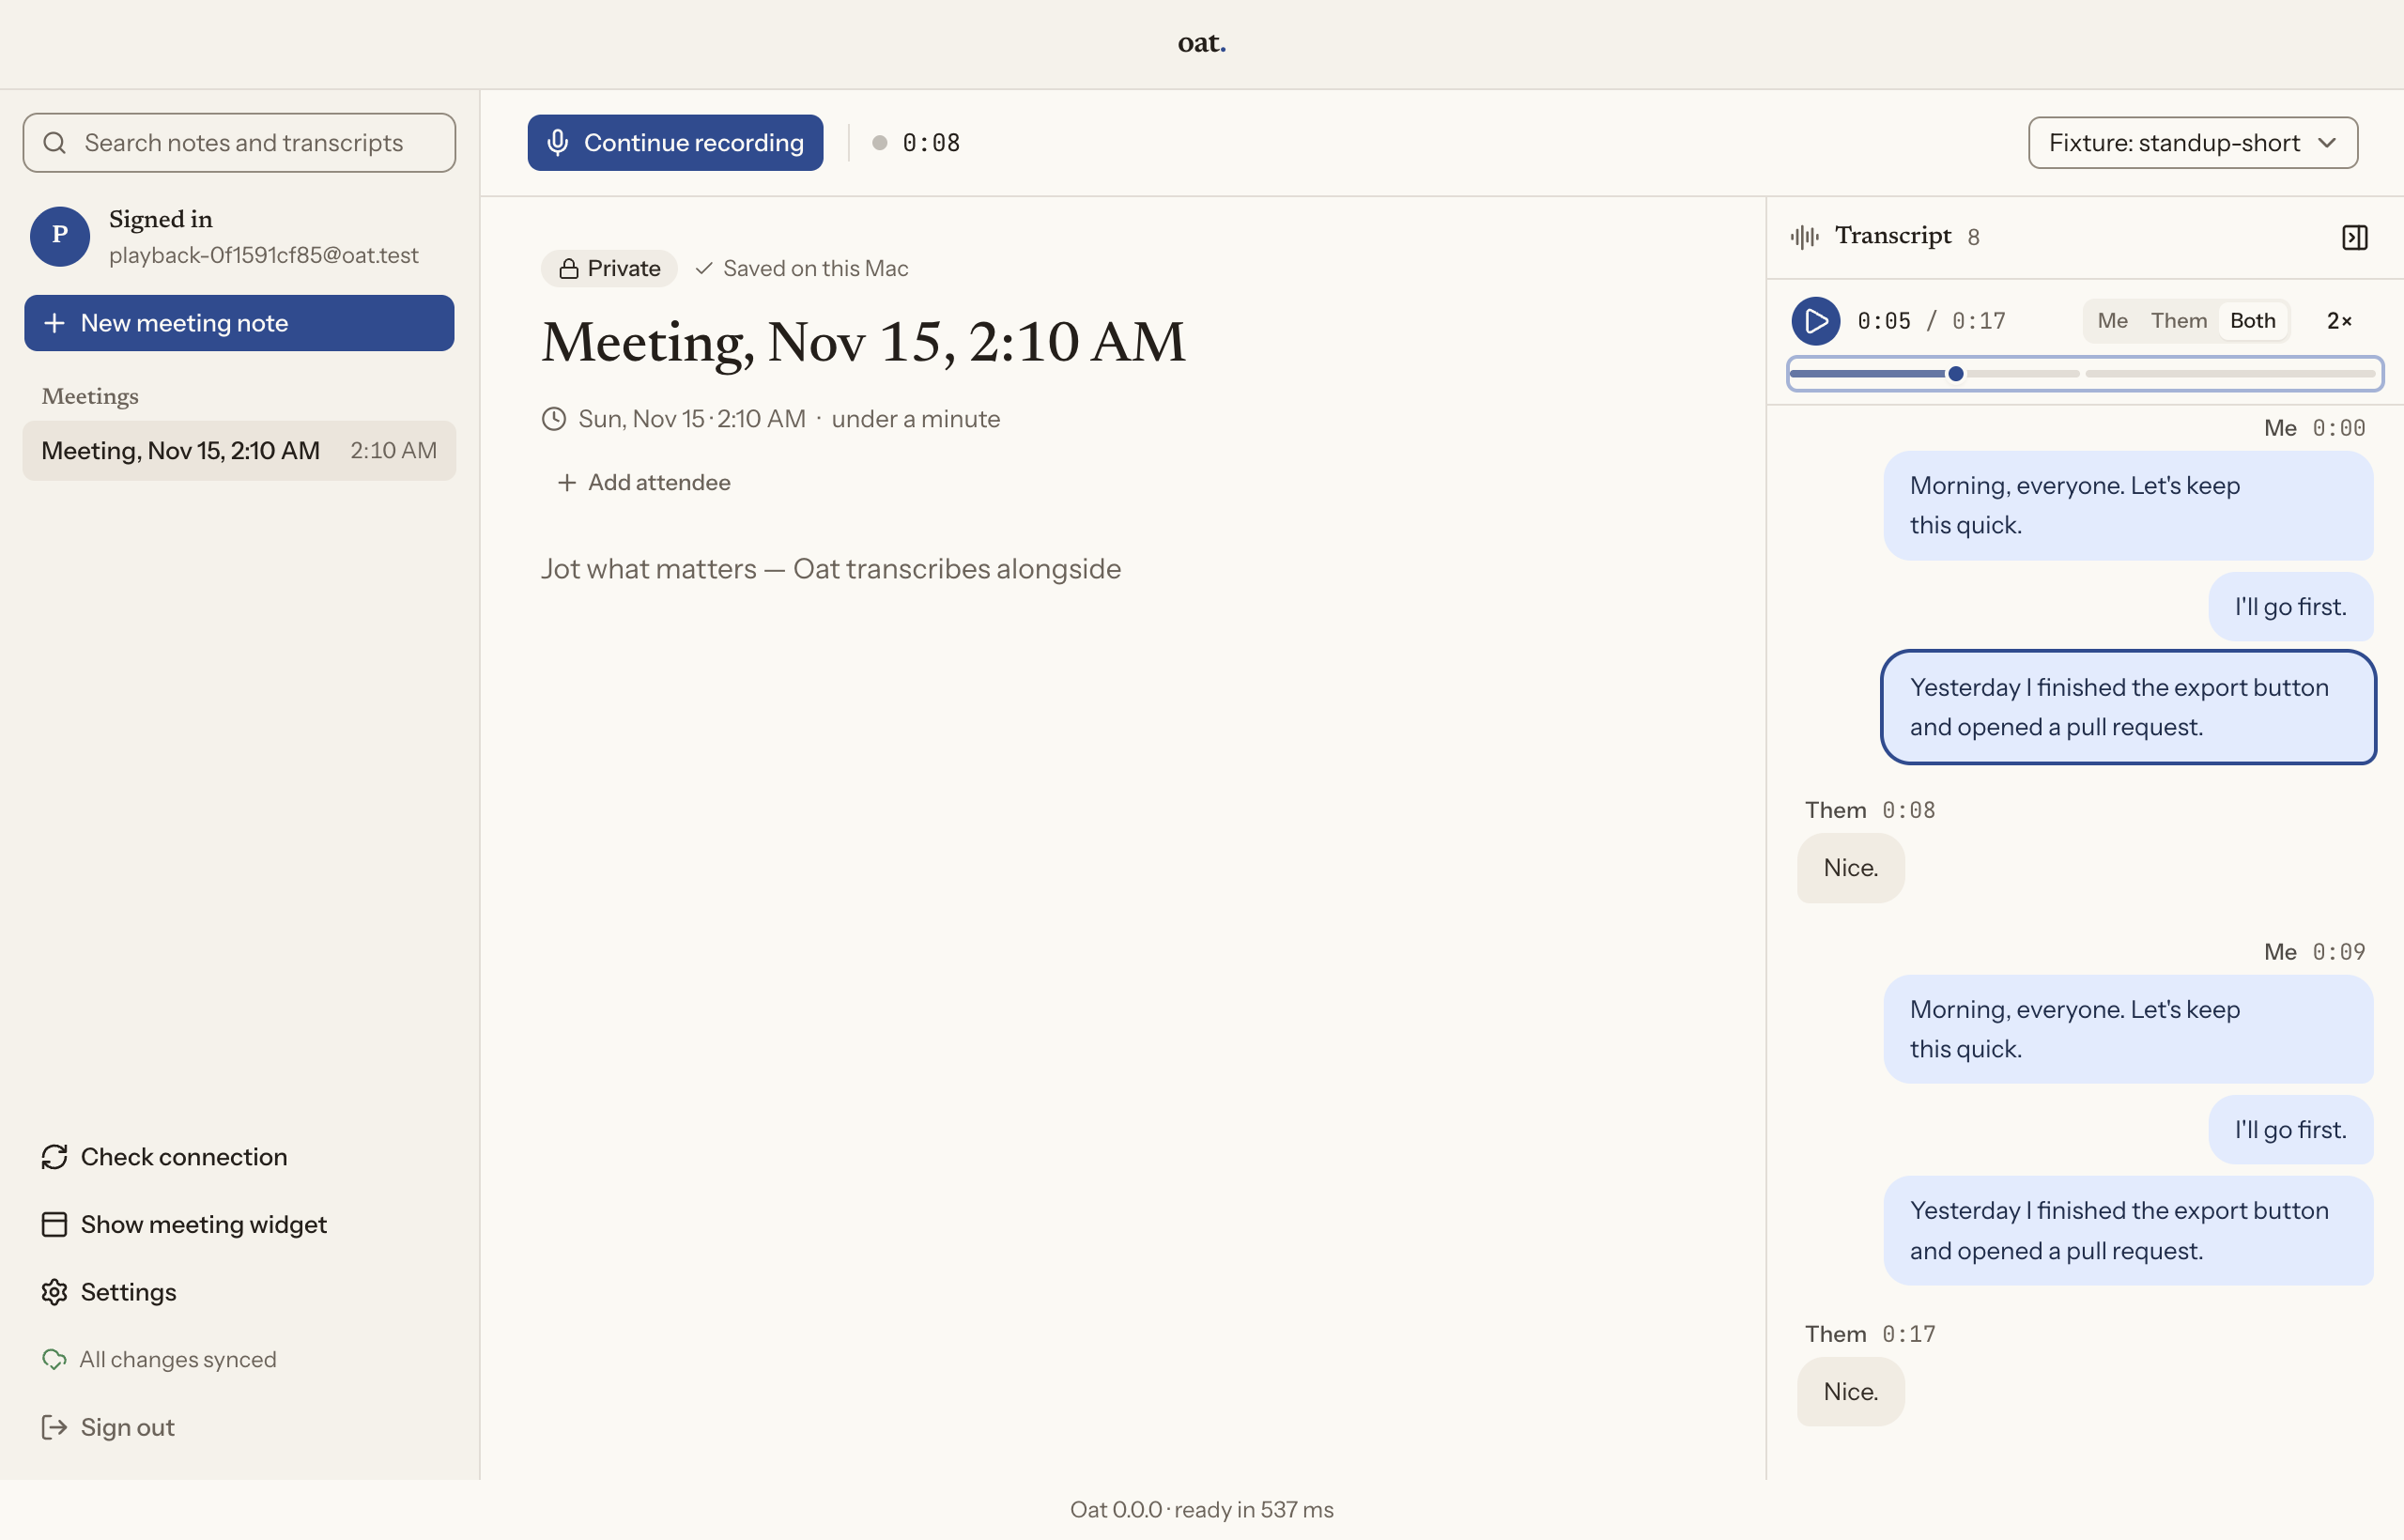 oat.
Search notes and transcripts
Signed in
P
playback-0f1591cf85@oat.test
New meeting note
Meetings
Meeting, Nov 15, 2:10 AM 2:10 AM
Check connection
Show meeting widget
Settings
All changes synced
Sign out
Continue recording 0:08
Fixture: standup-short
Private Saved on this Mac
Meeting, Nov 15, 2:10 AM
Sun, Nov 15 · 2:10 AM · under a minute
Add attendee
Jot what matters — Oat transcribes alongside
Transcript 8
0:05 / 0:17 Me Them Both 2×
Me 0:00
Morning, everyone. Let's keep
this quick.
I'll go first.
Yesterday I finished the export button
and opened a pull request.
Them 0:08
Nice.
Me 0:09
Morning, everyone. Let's keep
this quick.
I'll go first.
Yesterday I finished the export button
and opened a pull request.
Them 0:17
Nice.
Oat 0.0.0 · ready in 537 ms